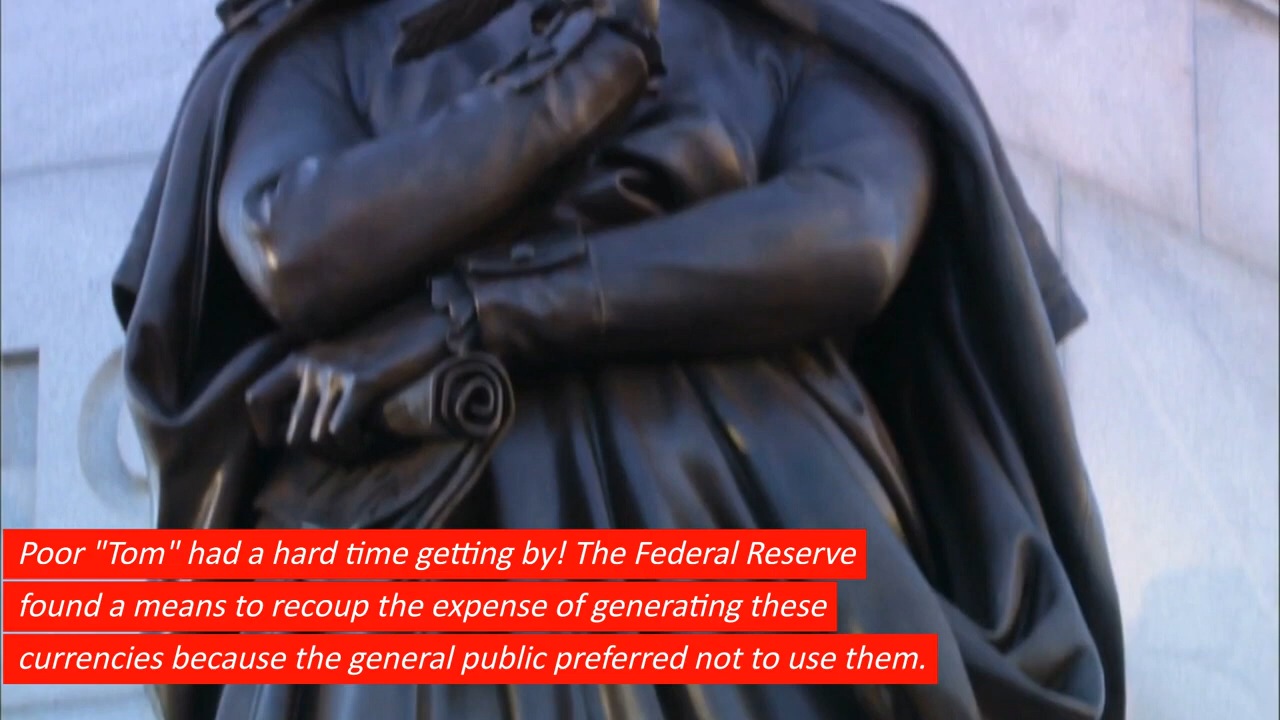 Poor "Tom" had a hard time getting by! The Federal Reserve
found a means to recoup the expense of generating these
currencies because the general public preferred not to use them.